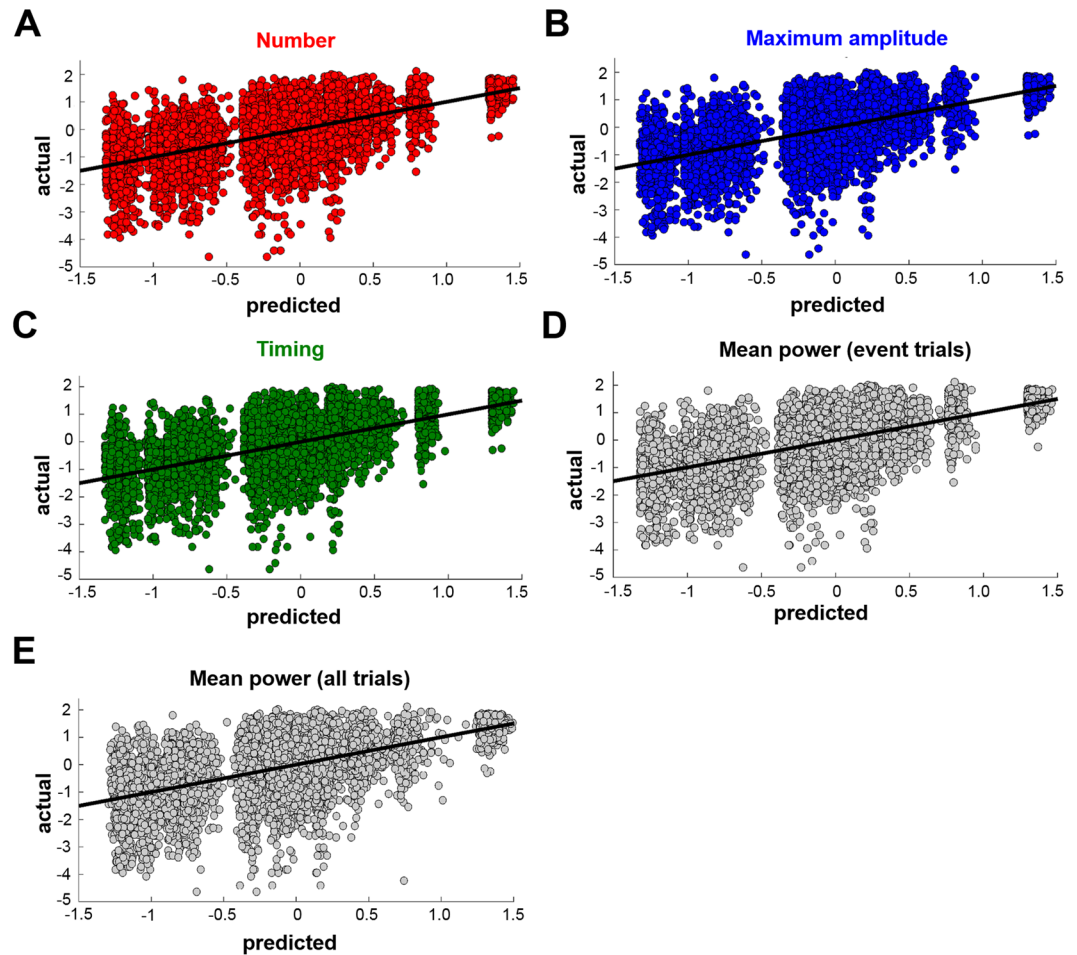 A
Number
2
1
0
-1
-2
-3
-4
-5
actual
-1.5 -1 -0.5 0 0.5 1.0 1.5
predicted
B
Maximum amplitude
2
1
0
-1
-2
-3
-4
-5
actual
-1.5 -1 -0.5 0 0.5 1.0 1.5
predicted
C
Timing
2
1
0
-1
-2
-3
-4
-5
actual
-1.5 -1 -0.5 0 0.5 1.0 1.5
predicted
D
Mean power (event trials)
2
1
0
-1
-2
-3
-4
-5
actual
-1.5 -1 -0.5 0 0.5 1.0 1.5
predicted
E
Mean power (all trials)
2
1
0
-1
-2
-3
-4
-5
actual
-1.5 -1 -0.5 0 0.5 1.0 1.5
predicted